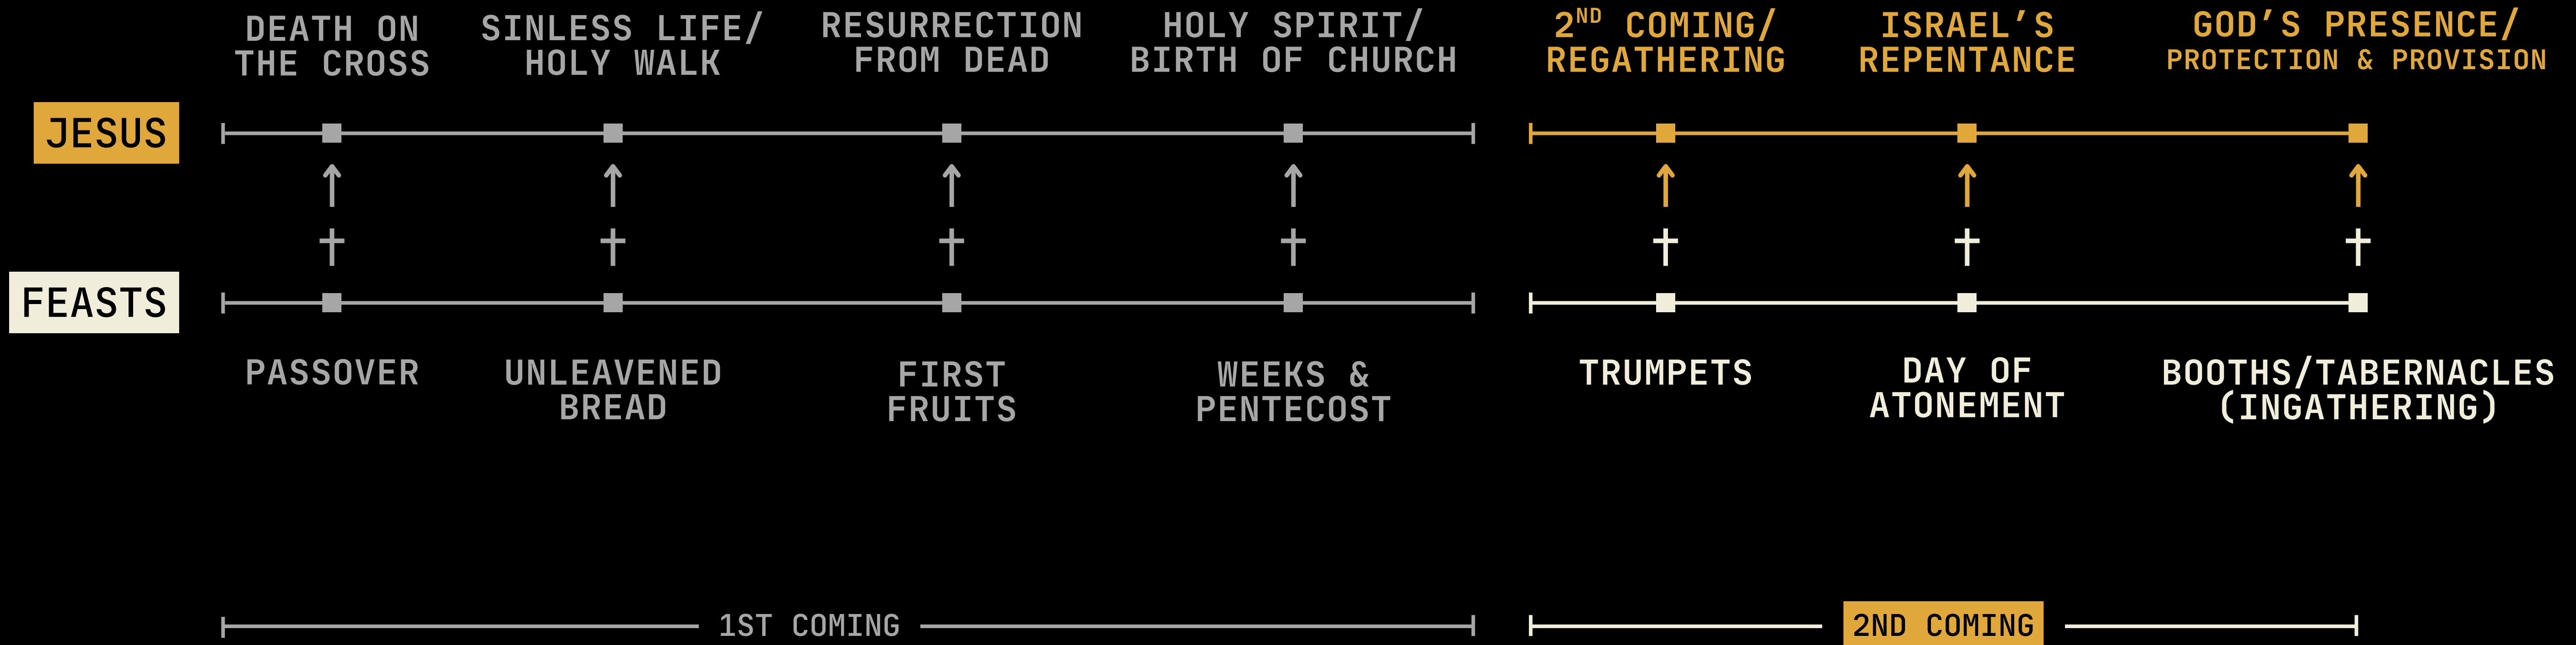 DEATH ON
THE CROSS
SINLESS LIFE/
HOLY WALK
RESURRECTION
FROM DEAD
HOLY SPIRIT/
BIRTH OF CHURCH
2ND COMING/
REGATHERING
ISRAEL’S
REPENTANCE
GOD’S PRESENCE/
PROTECTION & PROVISION
JESUS
FEASTS
PASSOVER
UNLEAVENED
BREAD
FIRST
FRUITS
WEEKS &
PENTECOST
TRUMPETS
DAY OF
ATONEMENT
BOOTHS/TABERNACLES
(INGATHERING)
1ST COMING
2ND COMING